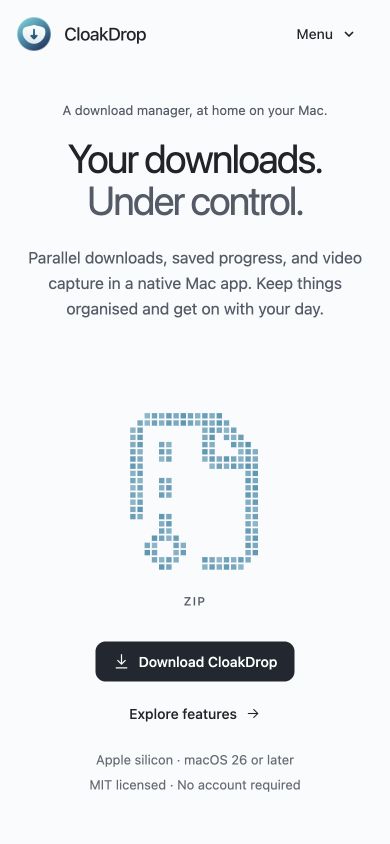 CloakDrop
Menu
A download manager, at home on your Mac.
Your downloads.
Under control.
Parallel downloads, saved progress, and video
capture in a native Mac app. Keep things
organised and get on with your day.
ZIP
Download CloakDrop
Explore features →
Apple silicon · macOS 26 or later
MIT licensed · No account required